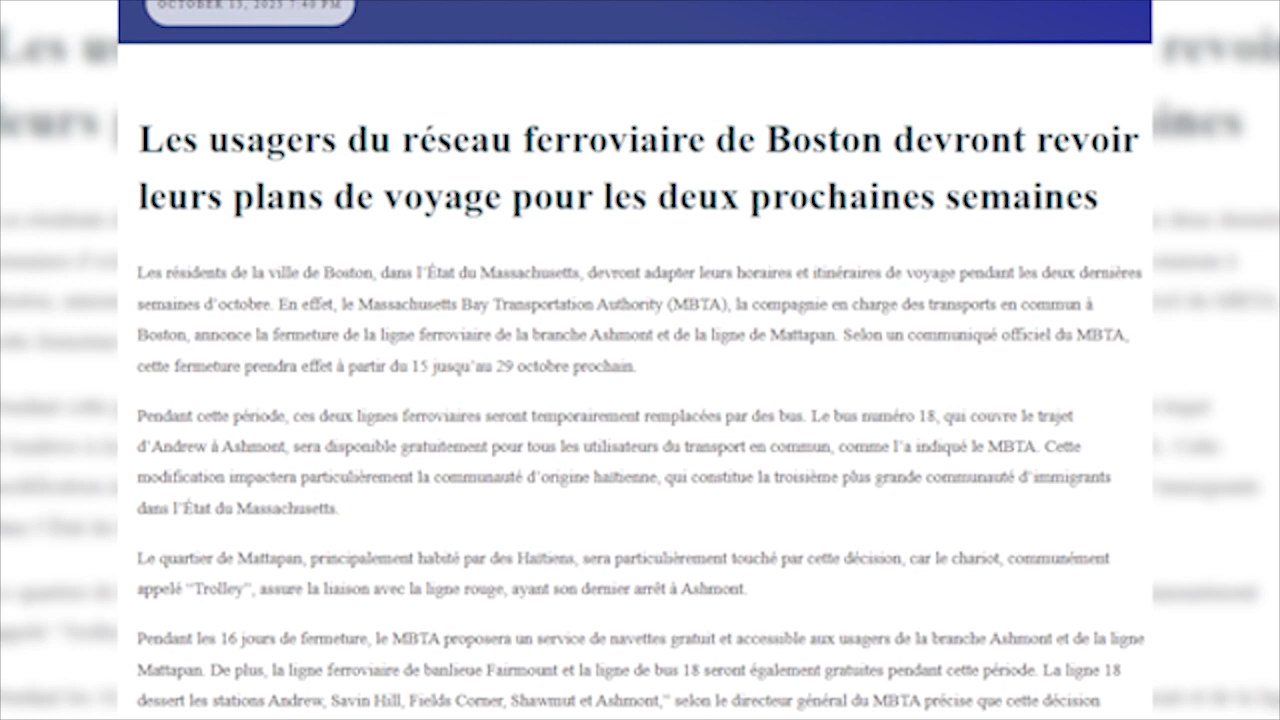 OCTOBER 15, 2023 7:40 PM
Les usagers du réseau ferroviaire de Boston devront revoir
leurs plans de voyage pour les deux prochaines semaines
Les résidents de la ville de Boston, dans l’État du Massachusetts, devront adapter leurs horaires et itinéraires de voyage pendant les deux dernières
semaines d’octobre. En effet, le Massachusetts Bay Transportation Authority (MBTA), la compagnie en charge des transports en commun à
Boston, annonce la fermeture de la ligne ferroviaire de la branche Ashmont et de la ligne de Mattapan. Selon un communiqué officiel du MBTA,
cette fermeture prendra effet à partir du 15 jusqu’au 29 octobre prochain.
Pendant cette période, ces deux lignes ferroviaires seront temporairement remplacées par des bus. Le bus numéro 18, qui couvre le trajet
d’Andrew à Ashmont, sera disponible gratuitement pour tous les utilisateurs du transport en commun, comme l’a indiqué le MBTA. Cette
modification impactera particulièrement la communauté d’origine haïtienne, qui constitue la troisième plus grande communauté d’immigrants
dans l’État du Massachusetts.
Le quartier de Mattapan, principalement habité par des Haïtiens, sera particulièrement touché par cette décision, car le chariot, communément
appelé “Trolley”, assure la liaison avec la ligne rouge, ayant son dernier arrêt à Ashmont.
Pendant les 16 jours de fermeture, le MBTA proposera un service de navettes gratuit et accessible aux usagers de la branche Ashmont et de la ligne
Mattapan. De plus, la ligne ferroviaire de banlieue Fairmount et la ligne de bus 18 seront également gratuites pendant cette période. La ligne 18
dessert les stations Andrew, Savin Hill, Fields Corner, Shawmut et Ashmont,” selon le directeur général du MBTA précise que cette décision